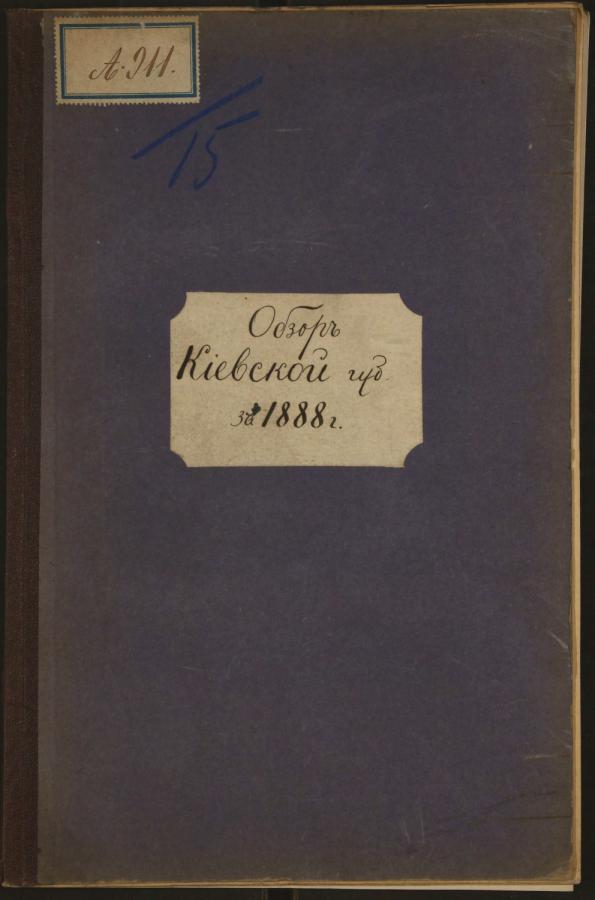 А. 911.
15
Обзоръ
Кіевской губ.
за 1888 г.